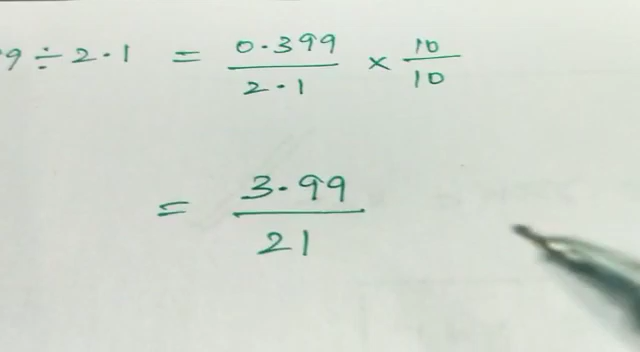 9 ÷ 2.1 = 0.399 / 2.1 × 10 / 10
= 3.99 / 21